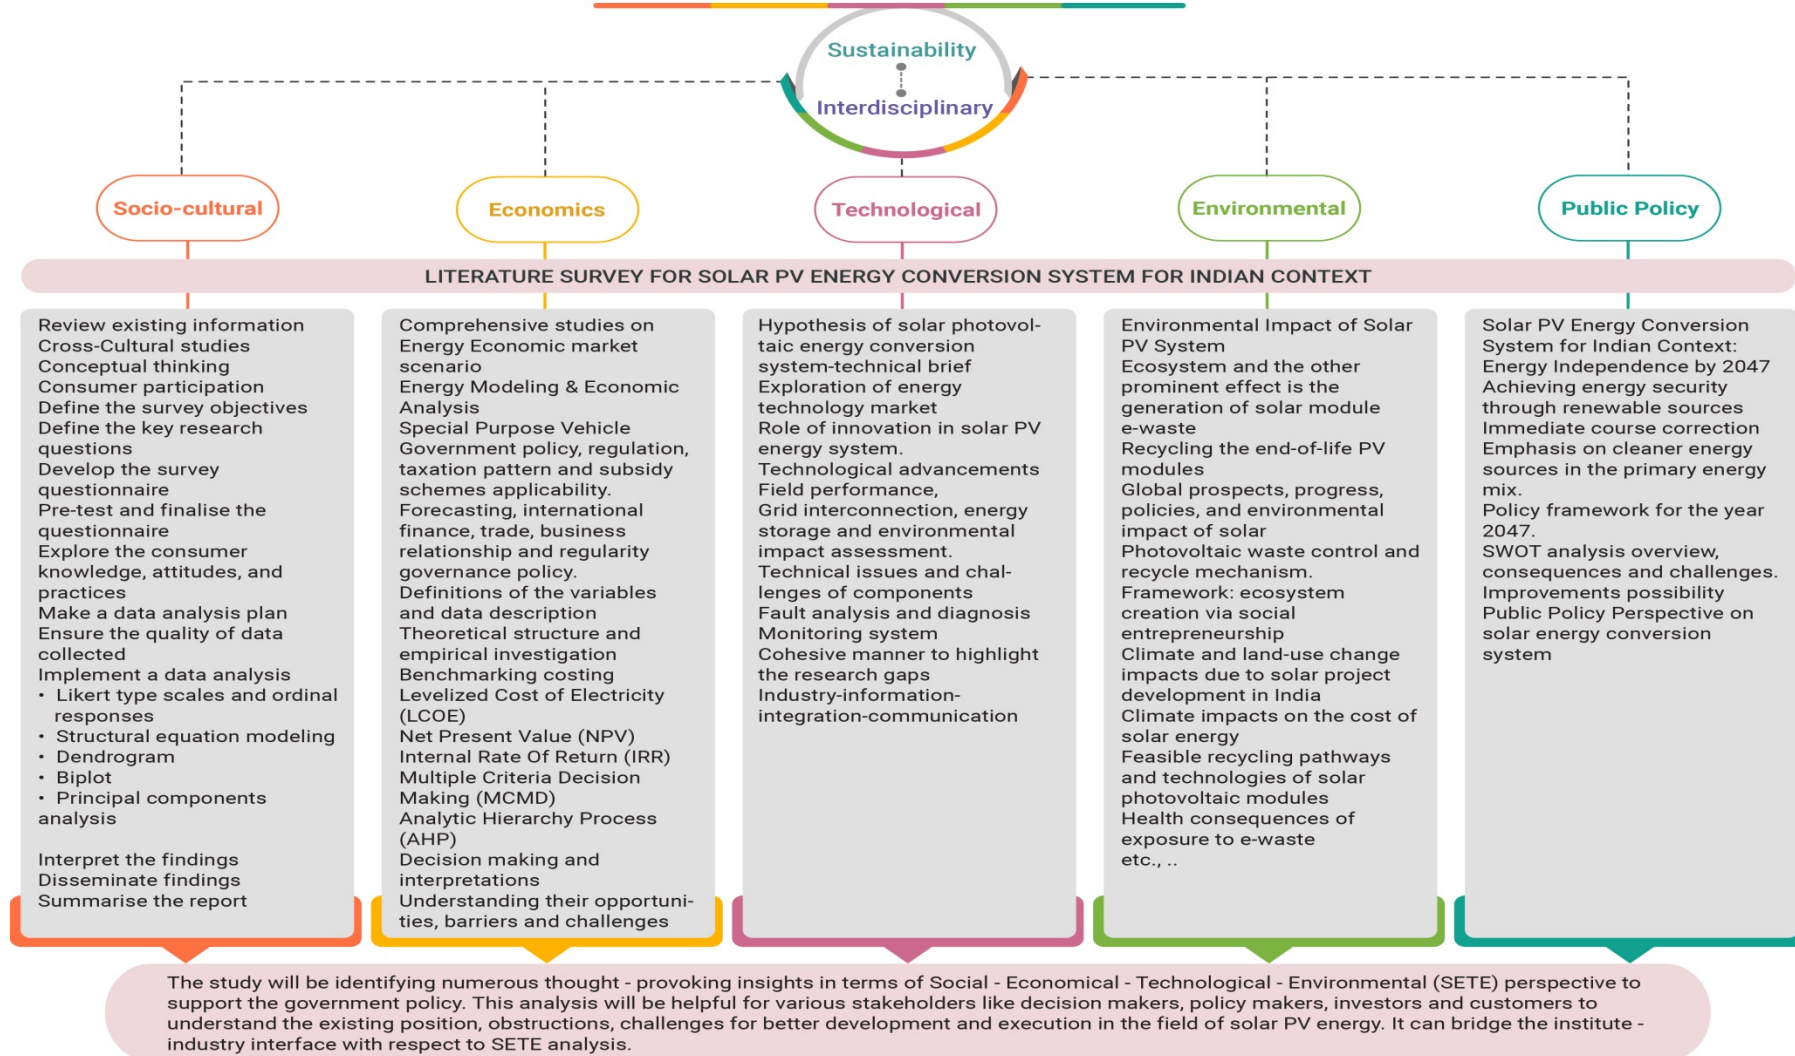 Sustainability
Interdisciplinary
Socio-cultural
Economics
Technological
Environmental
Public Policy
LITERATURE SURVEY FOR SOLAR PV ENERGY CONVERSION SYSTEM FOR INDIAN CONTEXT
Review existing information
Cross-Cultural studies
Conceptual thinking
Consumer participation
Define the survey objectives
Define the key research
questions
Develop the survey
questionnaire
Pre-test and finalise the
questionnaire
Explore the consumer
knowledge, attitudes, and
practices
Make a data analysis plan
Ensure the quality of data
collected
Implement a data analysis
• Likert type scales and ordinal
responses
• Structural equation modeling
• Dendrogram
• Biplot
• Principal components
analysis
Interpret the findings
Disseminate findings
Summarise the report
Comprehensive studies on
Energy Economic market
scenario
Energy Modeling & Economic
Analysis
Special Purpose Vehicle
Government policy, regulation,
taxation pattern and subsidy
schemes applicability.
Forecasting, international
finance, trade, business
relationship and regularity
governance policy.
Definitions of the variables
and data description
Theoretical structure and
empirical investigation
Benchmarking costing
Levelized Cost of Electricity
(LCOE)
Net Present Value (NPV)
Internal Rate Of Return (IRR)
Multiple Criteria Decision
Making (MCMD)
Analytic Hierarchy Process
(AHP)
Decision making and
interpretations
Understanding their opportuni-
ties, barriers and challenges
Hypothesis of solar photovol-
taic energy conversion
system-technical brief
Exploration of energy
technology market
Role of innovation in solar PV
energy system.
Technological advancements
Field performance,
Grid interconnection, energy
storage and environmental
impact assessment.
Technical issues and chal-
lenges of components
Fault analysis and diagnosis
Monitoring system
Cohesive manner to highlight
the research gaps
Industry-information-
integration-communication
Environmental Impact of Solar
PV System
Ecosystem and the other
prominent effect is the
generation of solar module
e-waste
Recycling the end-of-life PV
modules
Global prospects, progress,
policies, and environmental
impact of solar
Photovoltaic waste control and
recycle mechanism.
Framework: ecosystem
creation via social
entrepreneurship
Climate and land-use change
impacts due to solar project
development in India
Climate impacts on the cost of
solar energy
Feasible recycling pathways
and technologies of solar
photovoltaic modules
Health consequences of
exposure to e-waste
etc., ..
Solar PV Energy Conversion
System for Indian Context:
Energy Independence by 2047
Achieving energy security
through renewable sources
Immediate course correction
Emphasis on cleaner energy
sources in the primary energy
mix.
Policy framework for the year
2047.
SWOT analysis overview,
consequences and challenges.
Improvements possibility
Public Policy Perspective on
solar energy conversion
system
The study will be identifying numerous thought - provoking insights in terms of Social - Economical - Technological - Environmental (SETE) perspective to
support the government policy. This analysis will be helpful for various stakeholders like decision makers, policy makers, investors and customers to
understand the existing position, obstructions, challenges for better development and execution in the field of solar PV energy. It can bridge the institute -
industry interface with respect to SETE analysis.